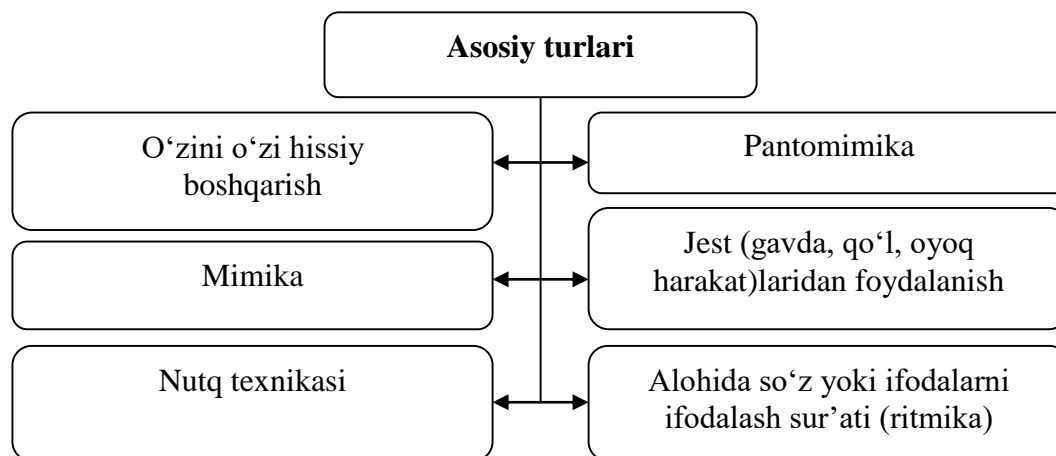 Asosiy turlari
O‘zini o‘zi hissiy
boshqarish
Pantomimika
Mimika
Jest (gavda, qo‘l, oyoq
harakat)laridan foydalanish
Nutq texnikasi
Alohida so‘z yoki ifodalarni
ifodalash sur’ati (ritmika)